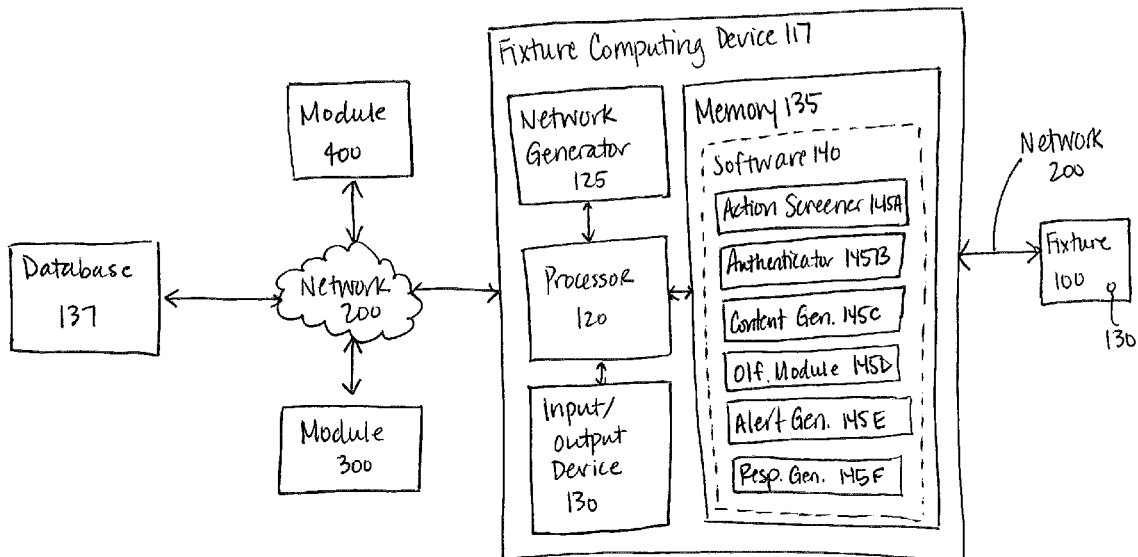 Fixture Computing Device 117
Module
400
Network
Generator
125
Memory 135
Software 140
Action Screener 145A
Authenticator 145B
Content Gen. 145C
Olf. Module 145D
Alert Gen. 145E
Resp. Gen. 145F
Network
200
Fixture
100
130
Database
137
Network
200
Processor
120
Module
300
Input/
output
Device
130